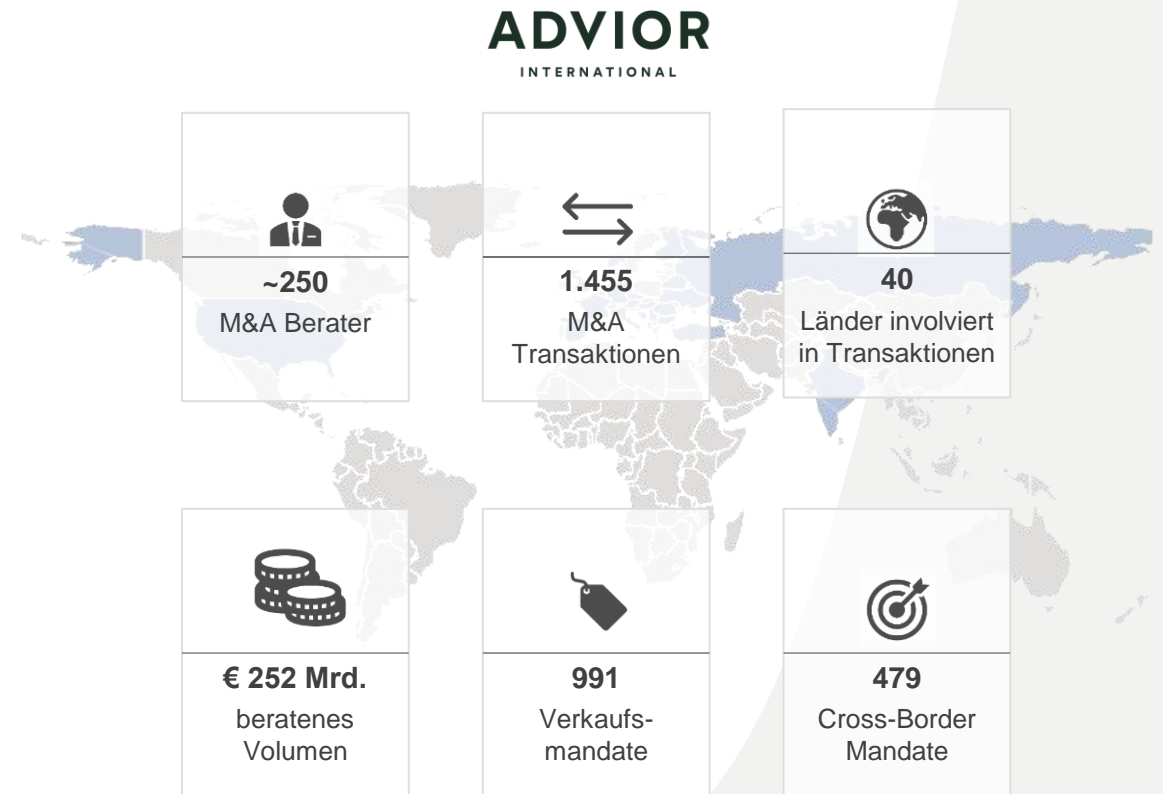 ADVIOR
INTERNATIONAL
~250
M&A Berater
1.455
M&A
Transaktionen
40
Länder involviert
in Transaktionen
€ 252 Mrd.
beratenes
Volumen
991
Verkaufs-
mandate
479
Cross-Border
Mandate